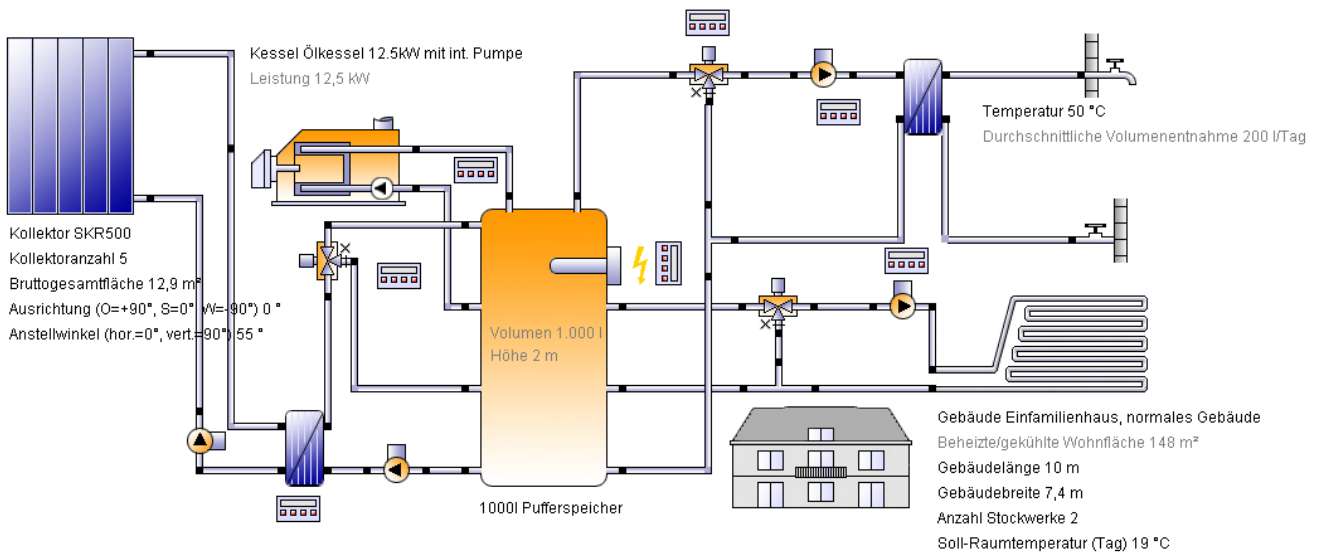 Kessel Ölkessel 12.5kW mit int. Pumpe
Leistung 12,5 kW
Temperatur 50 °C
Durchschnittliche Volumenentnahme 200 l/Tag
Kollektor SKR500
Kollektoranzahl 5
Bruttogesamtfläche 12,9 m²
Ausrichtung (O=+90°, S=0°, W=-90°) 0 °
Anstellwinkel (hor.=0°, vert.=90°) 55 °
Volumen 1.000 l
Höhe 2 m
1000l Pufferspeicher
Gebäude Einfamilienhaus, normales Gebäude
Beheizte/gekühlte Wohnfläche 148 m²
Gebäudelänge 10 m
Gebäudebreite 7,4 m
Anzahl Stockwerke 2
Soll-Raumtemperatur (Tag) 19 °C